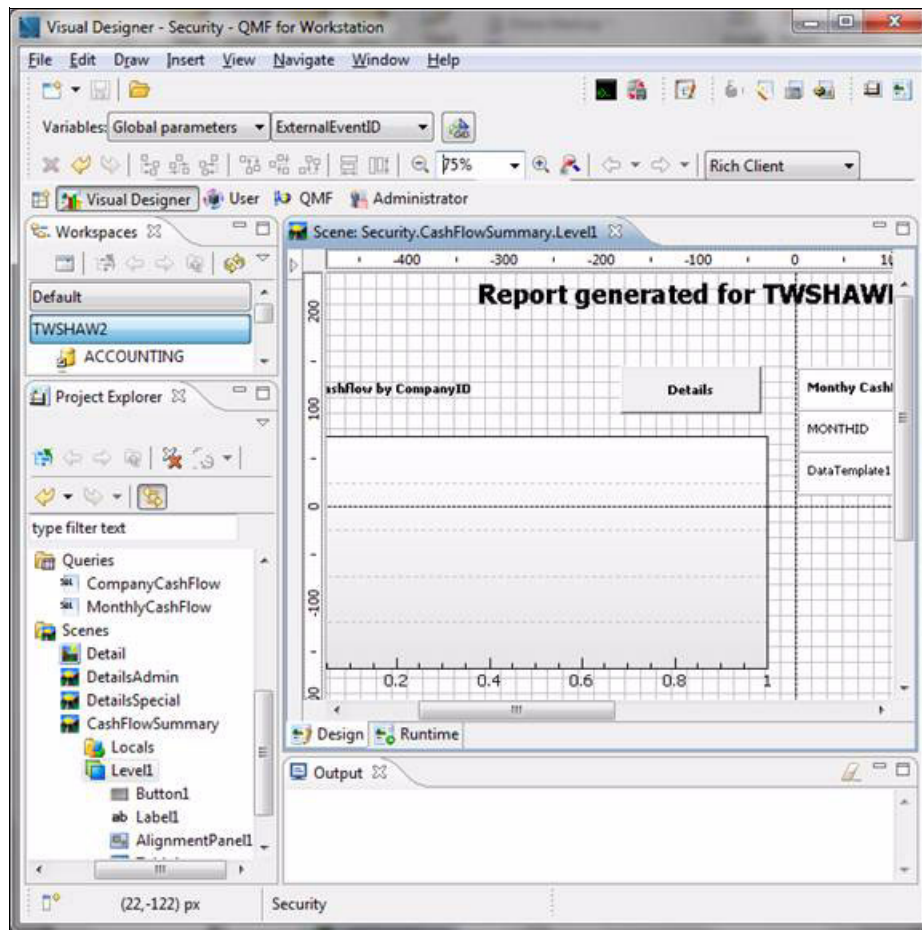 Visual Designer - Security - QMF for Workstation
File Edit Draw Insert View Navigate Window Help
Variables: Global parameters ExternalEventID
75% Rich Client
Visual Designer User QMF Administrator
Workspaces
Default
TWSHAW2
ACCOUNTING
Project Explorer
type filter text
Queries
CompanyCashFlow
MonthlyCashFlow
Scenes
Detail
DetailsAdmin
DetailsSpecial
CashFlowSummary
Locals
Level1
Button1
ab Label1
AlignmentPanel1
Scene: Security.CashFlowSummary.Level1
-400 -300 -200 -100 0
200
Report generated for TWSHAW
ashflow by CompanyID Details Monthy Cash
100
MONTHID
DataTemplate1
0
-100
0.2 0.4 0.6 0.8 1
Design Runtime
Output
(22,-122) px Security